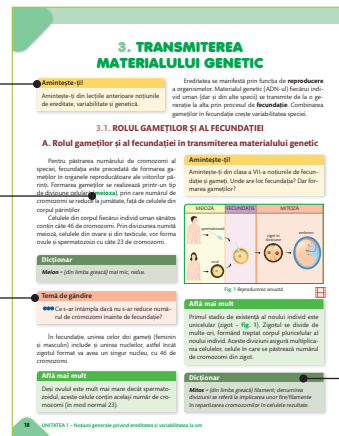 3. TRANSMITEREA
MATERIALULUI GENETIC
Amintește-ți!
Amintește-ți din lecțiile anterioare noțiunile
de ereditate, variabilitate și genetică.
Ereditatea se manifestă prin funcția de reproducere
a organismelor. Materialul genetic (ADN-ul) fiecărui indi-
vid uman (dar și din alte specii) se transmite de la o ge-
nerație la alta prin procesul de fecundație. Combinarea
gameților în fecundație crește variabilitatea speciei.
3.1. ROLUL GAMEȚILOR ȘI AL FECUNDAȚIEI
A. Rolul gameților și al fecundației in transmiterea materialului genetic
Pentru păstrarea numărului de cromozomi al
speciei, fecundația este precedată de formarea ga-
meților în organele reproducătoare ale viitorilor pă-
rinți. Formarea gameților se realizează printr-un tip
de diviziune celulară (meioza), prin care numărul de
cromozomi se reduce la jumătate, față de celulele din
corpul părinților.
Celulele din corpul fiecărui individ uman sănătos
conțin câte 46 de cromozomi. Prin diviziunea numită
meioză, celulele din ovare și din testicule, vor forma
ovule și spermatozoizi cu câte 23 de cromozomi.
Dicționar
Meion = (din limba greacă) mai mic, redus.
Temă de gândire
Ce s-ar întâmpla dacă nu s-ar reduce numă-
rul de cromozomi înainte de fecundație?
În fecundație, unirea celor doi gameți (feminin
și masculin) include și unirea nucleilor, astfel încât
zigotul format va avea un singur nucleu, cu 46 de
cromozomi.
Află mai mult
Deși ovulul este mult mai mare decât spermato-
zoidul, aceste celule conțin același număr de cro-
mozomi (în mod normal 23).
Amintește-ți!
Amintește-ți din clasa a VII-a noțiunile de fecun-
dație și gameți. Unde are loc fecundația? Dar for-
marea gameților?
MEIOZĂ FECUNDAȚIE MITOZĂ
spermatozoid
ovul
zigot în
diviziune
embrion
Fig. 1 Reproducerea sexuată
Află mai mult
Primul stadiu de existență al noului individ este
unicelular (zigot – fig. 1). Zigotul se divide de
multe ori, formând treptat corpul pluricelular al
noului individ. Aceste diviziuni asigură multiplica-
rea celulelor, celule în care se păstrează numărul
de cromozomi din zigot.
Dicționar
Mitos = (din limba greacă) filament; denumirea
diviziunii se referă la implicarea unor fire/filamente
în repartizarea cromozomilor în celulele rezultate.
18 UNITATEA 1 – Noțiuni generale privind ereditatea și variabilitatea la om